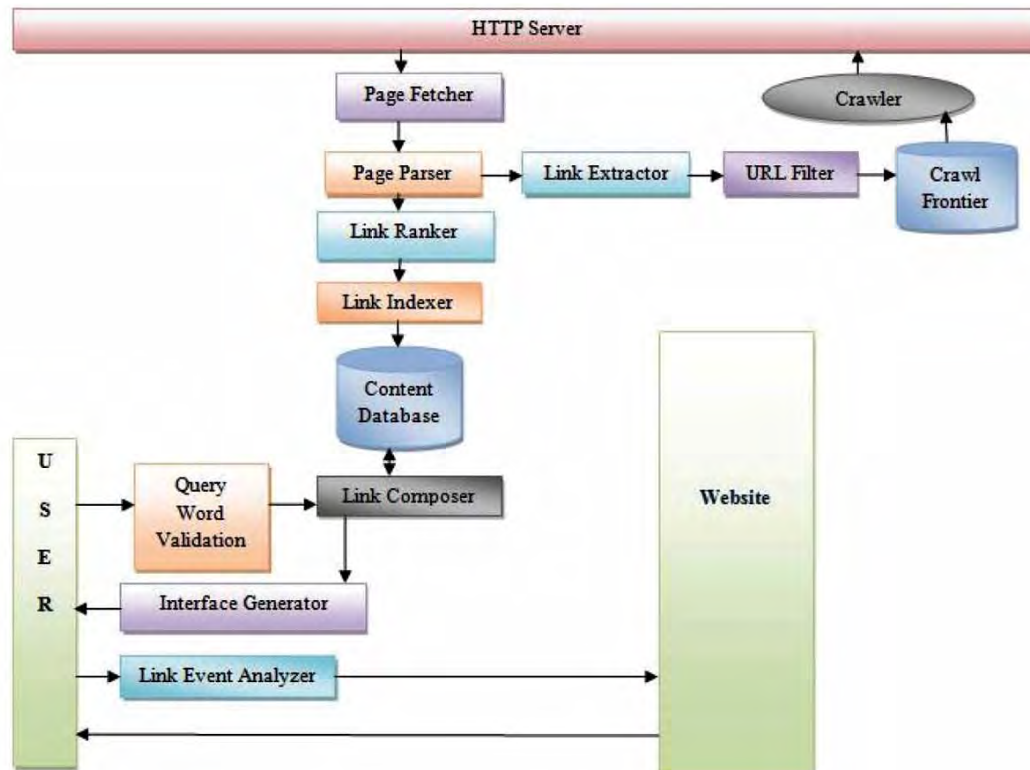 HTTP Server
Page Fetcher
Crawler
Page Parser
Link Extractor
URL Filter
Crawl
Frontier
Link Ranker
Link Indexer
Content
Database
U
S
E
R
Query
Word
Validation
Link Composer
Website
Interface Generator
Link Event Analyzer